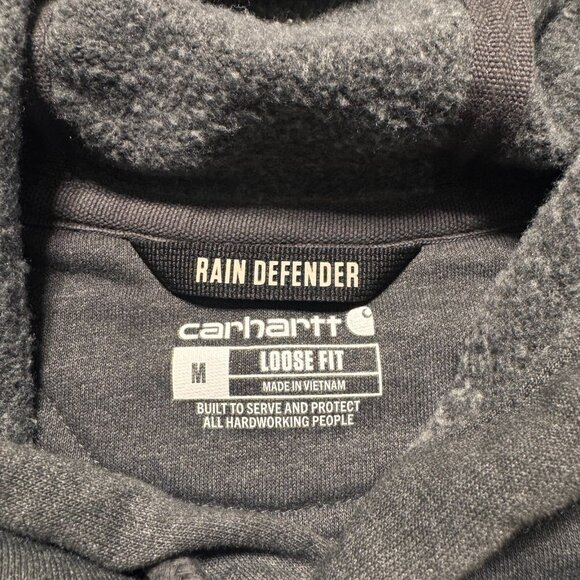 RAIN DEFENDER
carhartt
M
LOOSE FIT
MADE IN VIETNAM
BUILT TO SERVE AND PROTECT
ALL HARDWORKING PEOPLE